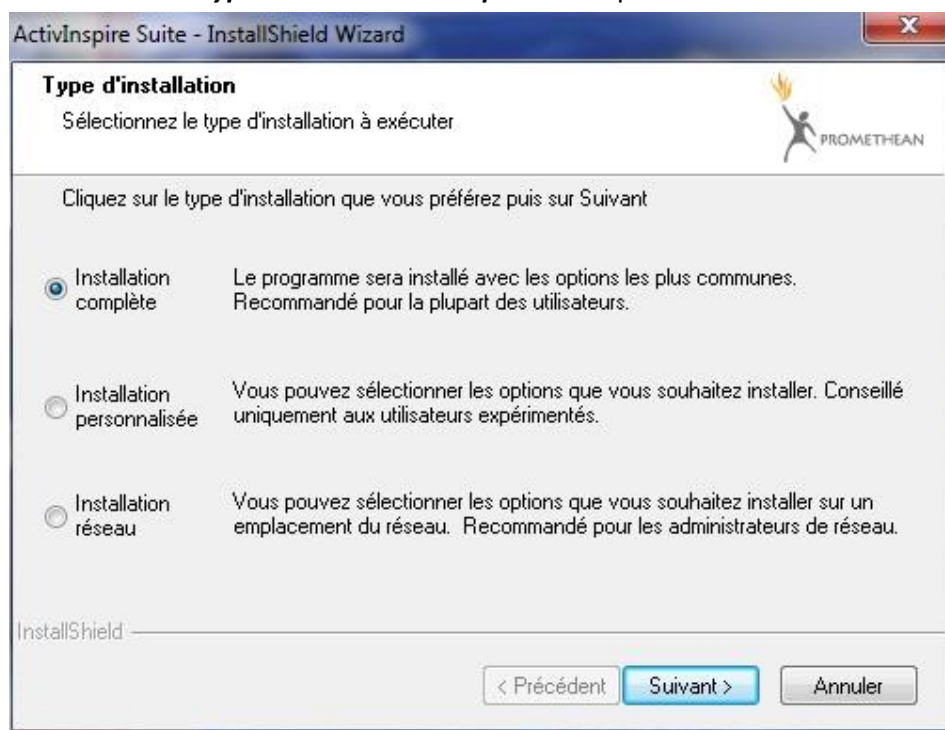 ActivInspire Suite - InstallShield Wizard
Type d'installation
Sélectionnez le type d'installation à exécuter
PROMETHEAN
Cliquez sur le type d'installation que vous préférez puis sur Suivant
Installation complète
Le programme sera installé avec les options les plus communes.
Recommandé pour la plupart des utilisateurs.
Installation personnalisée
Vous pouvez sélectionner les options que vous souhaitez installer. Conseillé
uniquement aux utilisateurs expérimentés.
Installation réseau
Vous pouvez sélectionner les options que vous souhaitez installer sur un
emplacement du réseau.  Recommandé pour les administrateurs de réseau.
InstallShield
< Précédent
Suivant >
Annuler